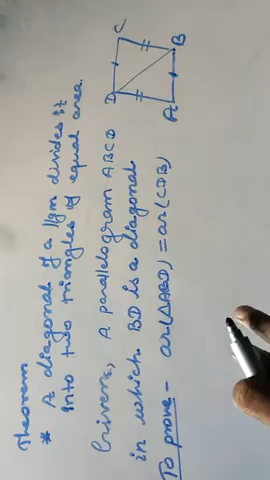 Theorem
* A diagonal of a ||gm divides it
into two triangles of equal area.
Given, A parallelogram ABCD
in which BD is a diagonal
To prove - ar(△ABD) = ar(CDB)
D C
A B